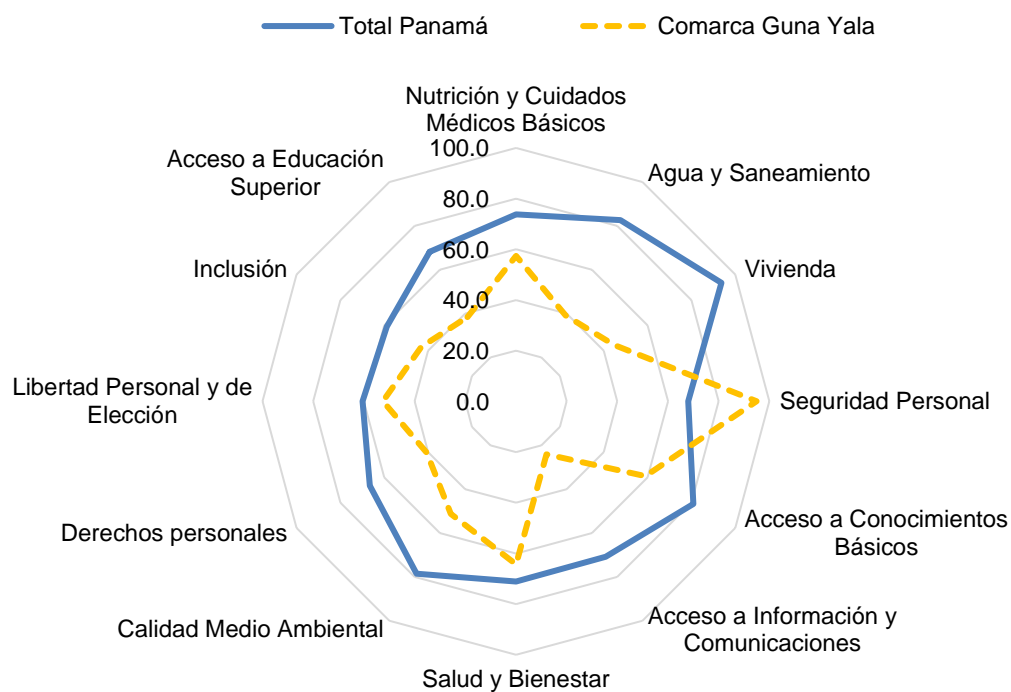 Total Panamá
Comarca Guna Yala
Nutrición y Cuidados
Médicos Básicos
Agua y Saneamiento
Vivienda
Seguridad Personal
Acceso a Conocimientos
Básicos
Acceso a Información y
Comunicaciones
Salud y Bienestar
Calidad Medio Ambiental
Derechos personales
Libertad Personal y de
Elección
Inclusión
Acceso a Educación
Superior
100.0
80.0
60.0
40.0
20.0
0.0